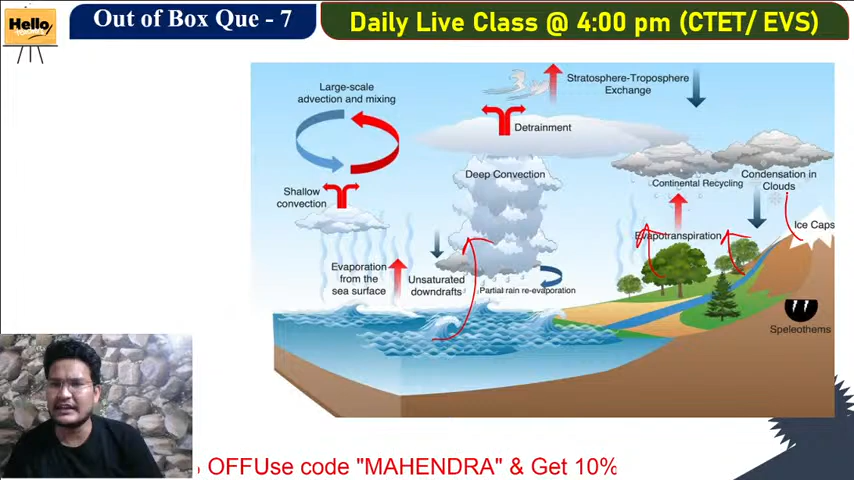 Hello
Out of Box Que - 7
Daily Live Class @ 4:00 pm (CTET/ EVS)
Large-scale
advection and mixing
Stratosphere-Troposphere
Exchange
Detrainment
Deep Convection
Shallow
convection
Continental Recycling
Condensation in
Clouds
Ice Caps
Evapotranspiration
Evaporation
from the
sea surface
Unsaturated
downdrafts
Partial rain re-evaporation
Speleothems
OFFUse code "MAHENDRA" & Get 10%